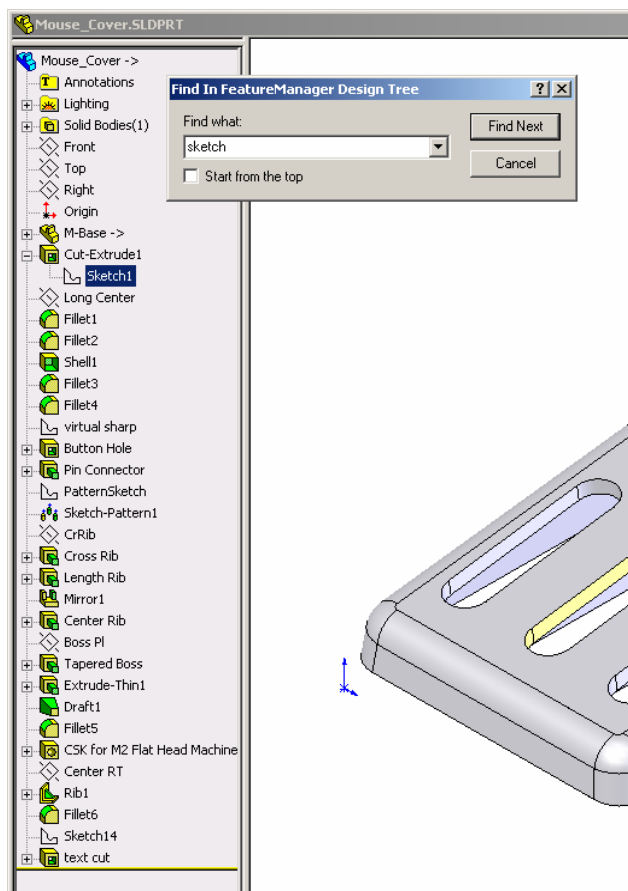 Mouse_Cover.SLDPRT
Mouse_Cover ->
Annotations
Lighting
Solid Bodies(1)
Front
Top
Right
Origin
M-Base ->
Cut-Extrude1
Sketch1
Long Center
Fillet1
Fillet2
Shell1
Fillet3
Fillet4
virtual sharp
Button Hole
Pin Connector
PatternSketch
Sketch-Pattern1
CrRib
Cross Rib
Length Rib
Mirror1
Center Rib
Boss Pl
Tapered Boss
Extrude-Thin1
Draft1
Fillet5
CSK for M2 Flat Head Machine
Center RT
Rib1
Fillet6
Sketch14
text cut
Find In FeatureManager Design Tree
Find what:
sketch
Start from the top
Find Next
Cancel